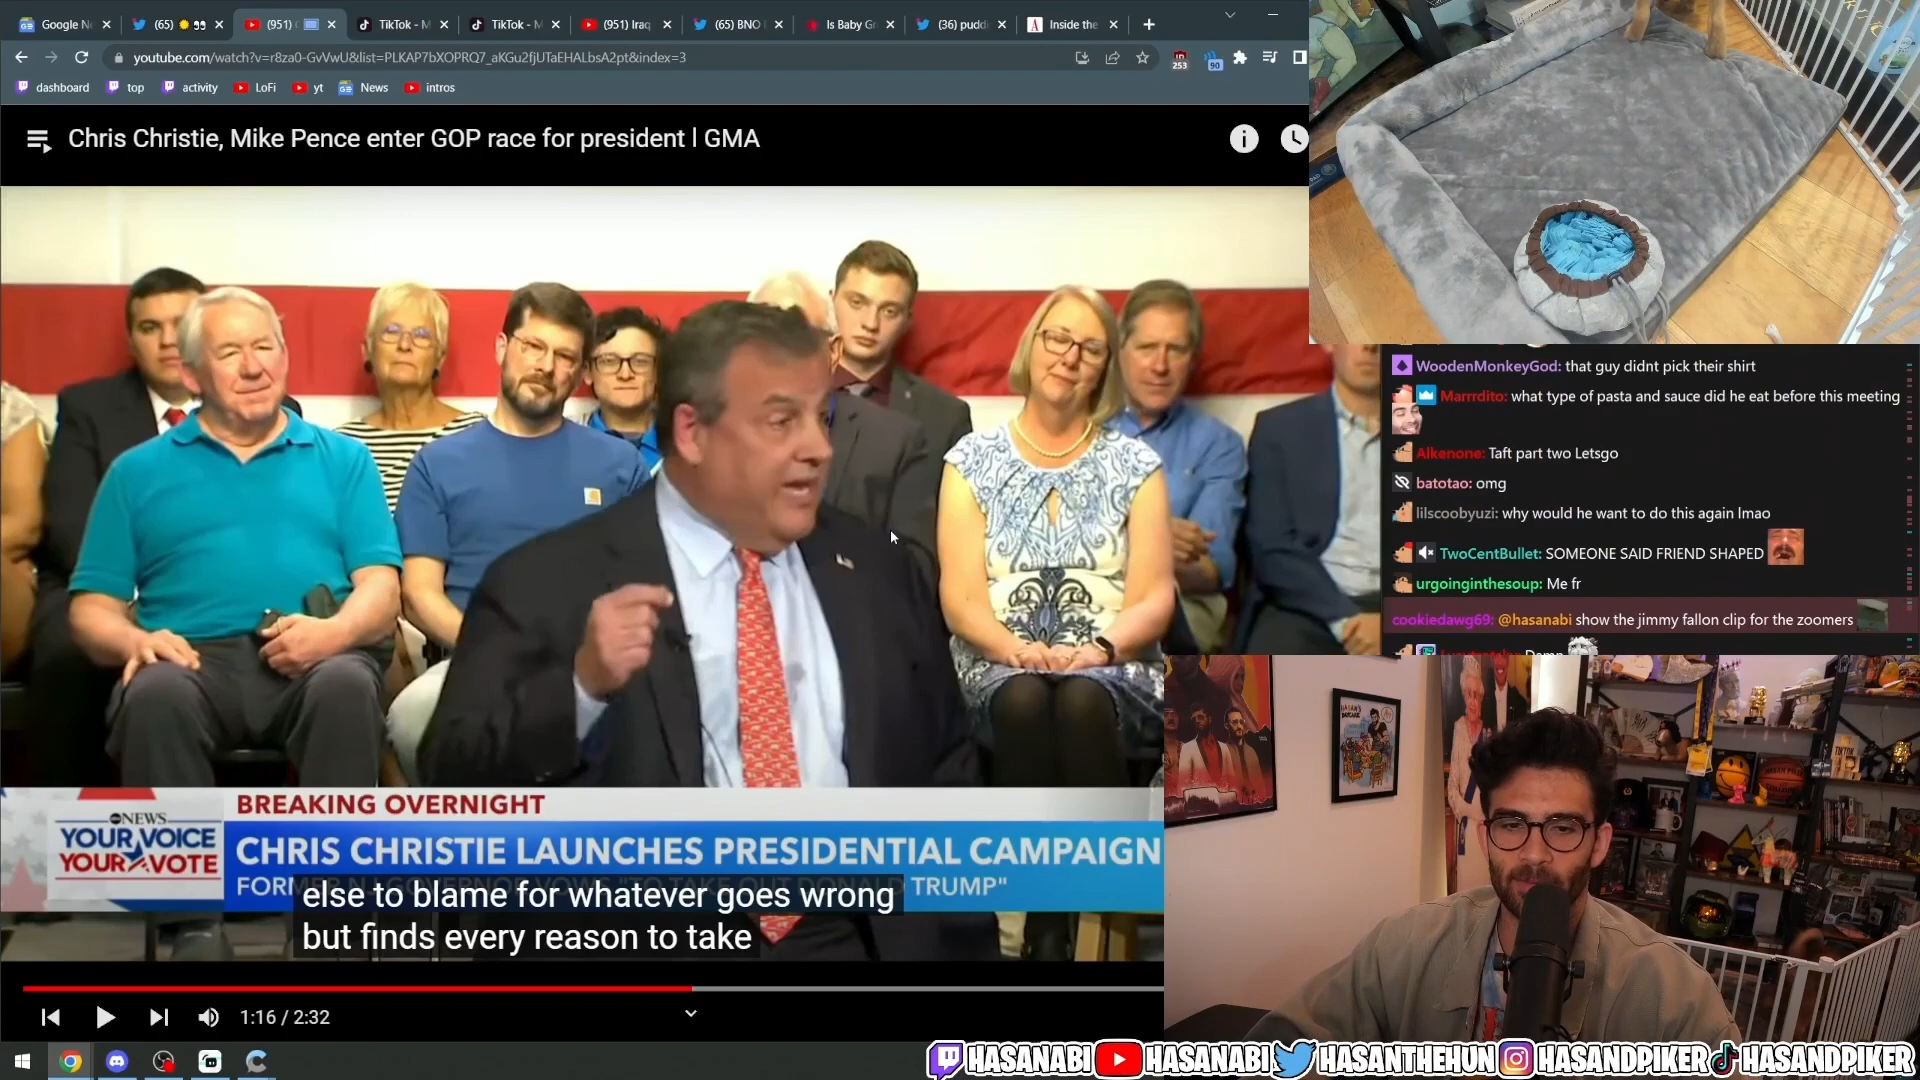 Google N
(65)
(951)
TikTok - M
TikTok - M
(951) Iraq
(65) BNO
Is Baby Gr
(36) puddi
Inside the
youtube.com/watch?v=r8za0-GvVwU&list=PLKAP7bXOPRQ7_aKGu2fjUTaEHALbsA2pt&index=3
253
90
dashboard
top
activity
LoFi
yt
News
intros
Chris Christie, Mike Pence enter GOP race for president l GMA
WoodenMonkeyGod: that guy didnt pick their shirt
Marrrdito: what type of pasta and sauce did he eat before this meeting
Alkenone: Taft part two Letsgo
batotao: omg
lilscoobyuzi: why would he want to do this again lmao
TwoCentBullet: SOMEONE SAID FRIEND SHAPED
urgoinginthesoup: Me fr
cookiedawg69: @hasanabi show the jimmy fallon clip for the zoomers
abc NEWS
YOUR VOICE
YOUR VOTE
BREAKING OVERNIGHT
CHRIS CHRISTIE LAUNCHES PRESIDENTIAL CAMPAIGN
TRUMP"
else to blame for whatever goes wrong
but finds every reason to take
1:16 / 2:32
HASANABI
HASANABI
HASANTHEHUN
HASANDPIKER
HASANDPIKER